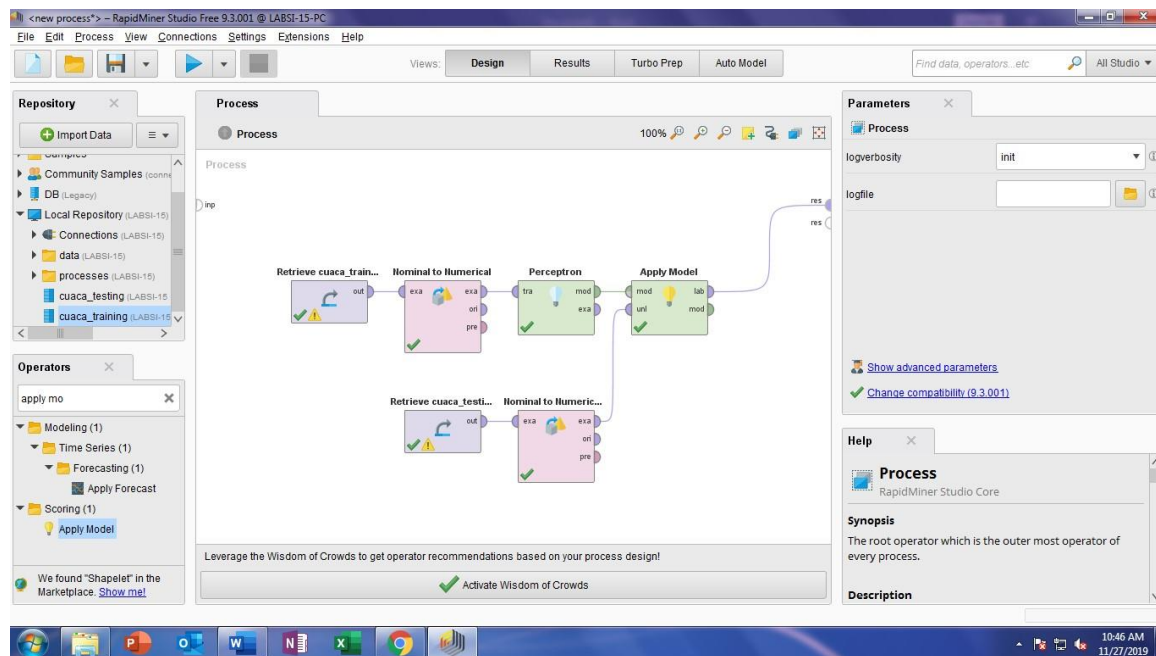 <new process*> – RapidMiner Studio Free 9.3.001 @ LABSI-15-PC
File Edit Process View Connections Settings Extensions Help
Views: Design Results Turbo Prep Auto Model
Find data, operators...etc
All Studio
Repository
Import Data
Samples
Community Samples (conne
DB (Legacy)
Local Repository (LABSI-15)
Connections (LABSI-15)
data (LABSI-15)
processes (LABSI-15)
cuaca_testing (LABSI-15
cuaca_training (LABSI-15
Operators
apply mo
Modeling (1)
Time Series (1)
Forecasting (1)
Apply Forecast
Scoring (1)
Apply Model
We found "Shapelet" in the
Marketplace. Show me!
Process
Process
100%
Process
inp
res
res
Retrieve cuaca_train...
out
Nominal to Numerical
exa exa
ori
pre
Perceptron
tra mod
exa
Apply Model
mod lab
unl mod
Retrieve cuaca_testi...
out
Nominal to Numeric...
exa exa
ori
pre
Leverage the Wisdom of Crowds to get operator recommendations based on your process design!
Activate Wisdom of Crowds
Parameters
Process
logverbosity init
logfile
Show advanced parameters
Change compatibility (9.3.001)
Help
Process
RapidMiner Studio Core
Synopsis
The root operator which is the outer most operator of
every process.
Description
10:46 AM
11/27/2019